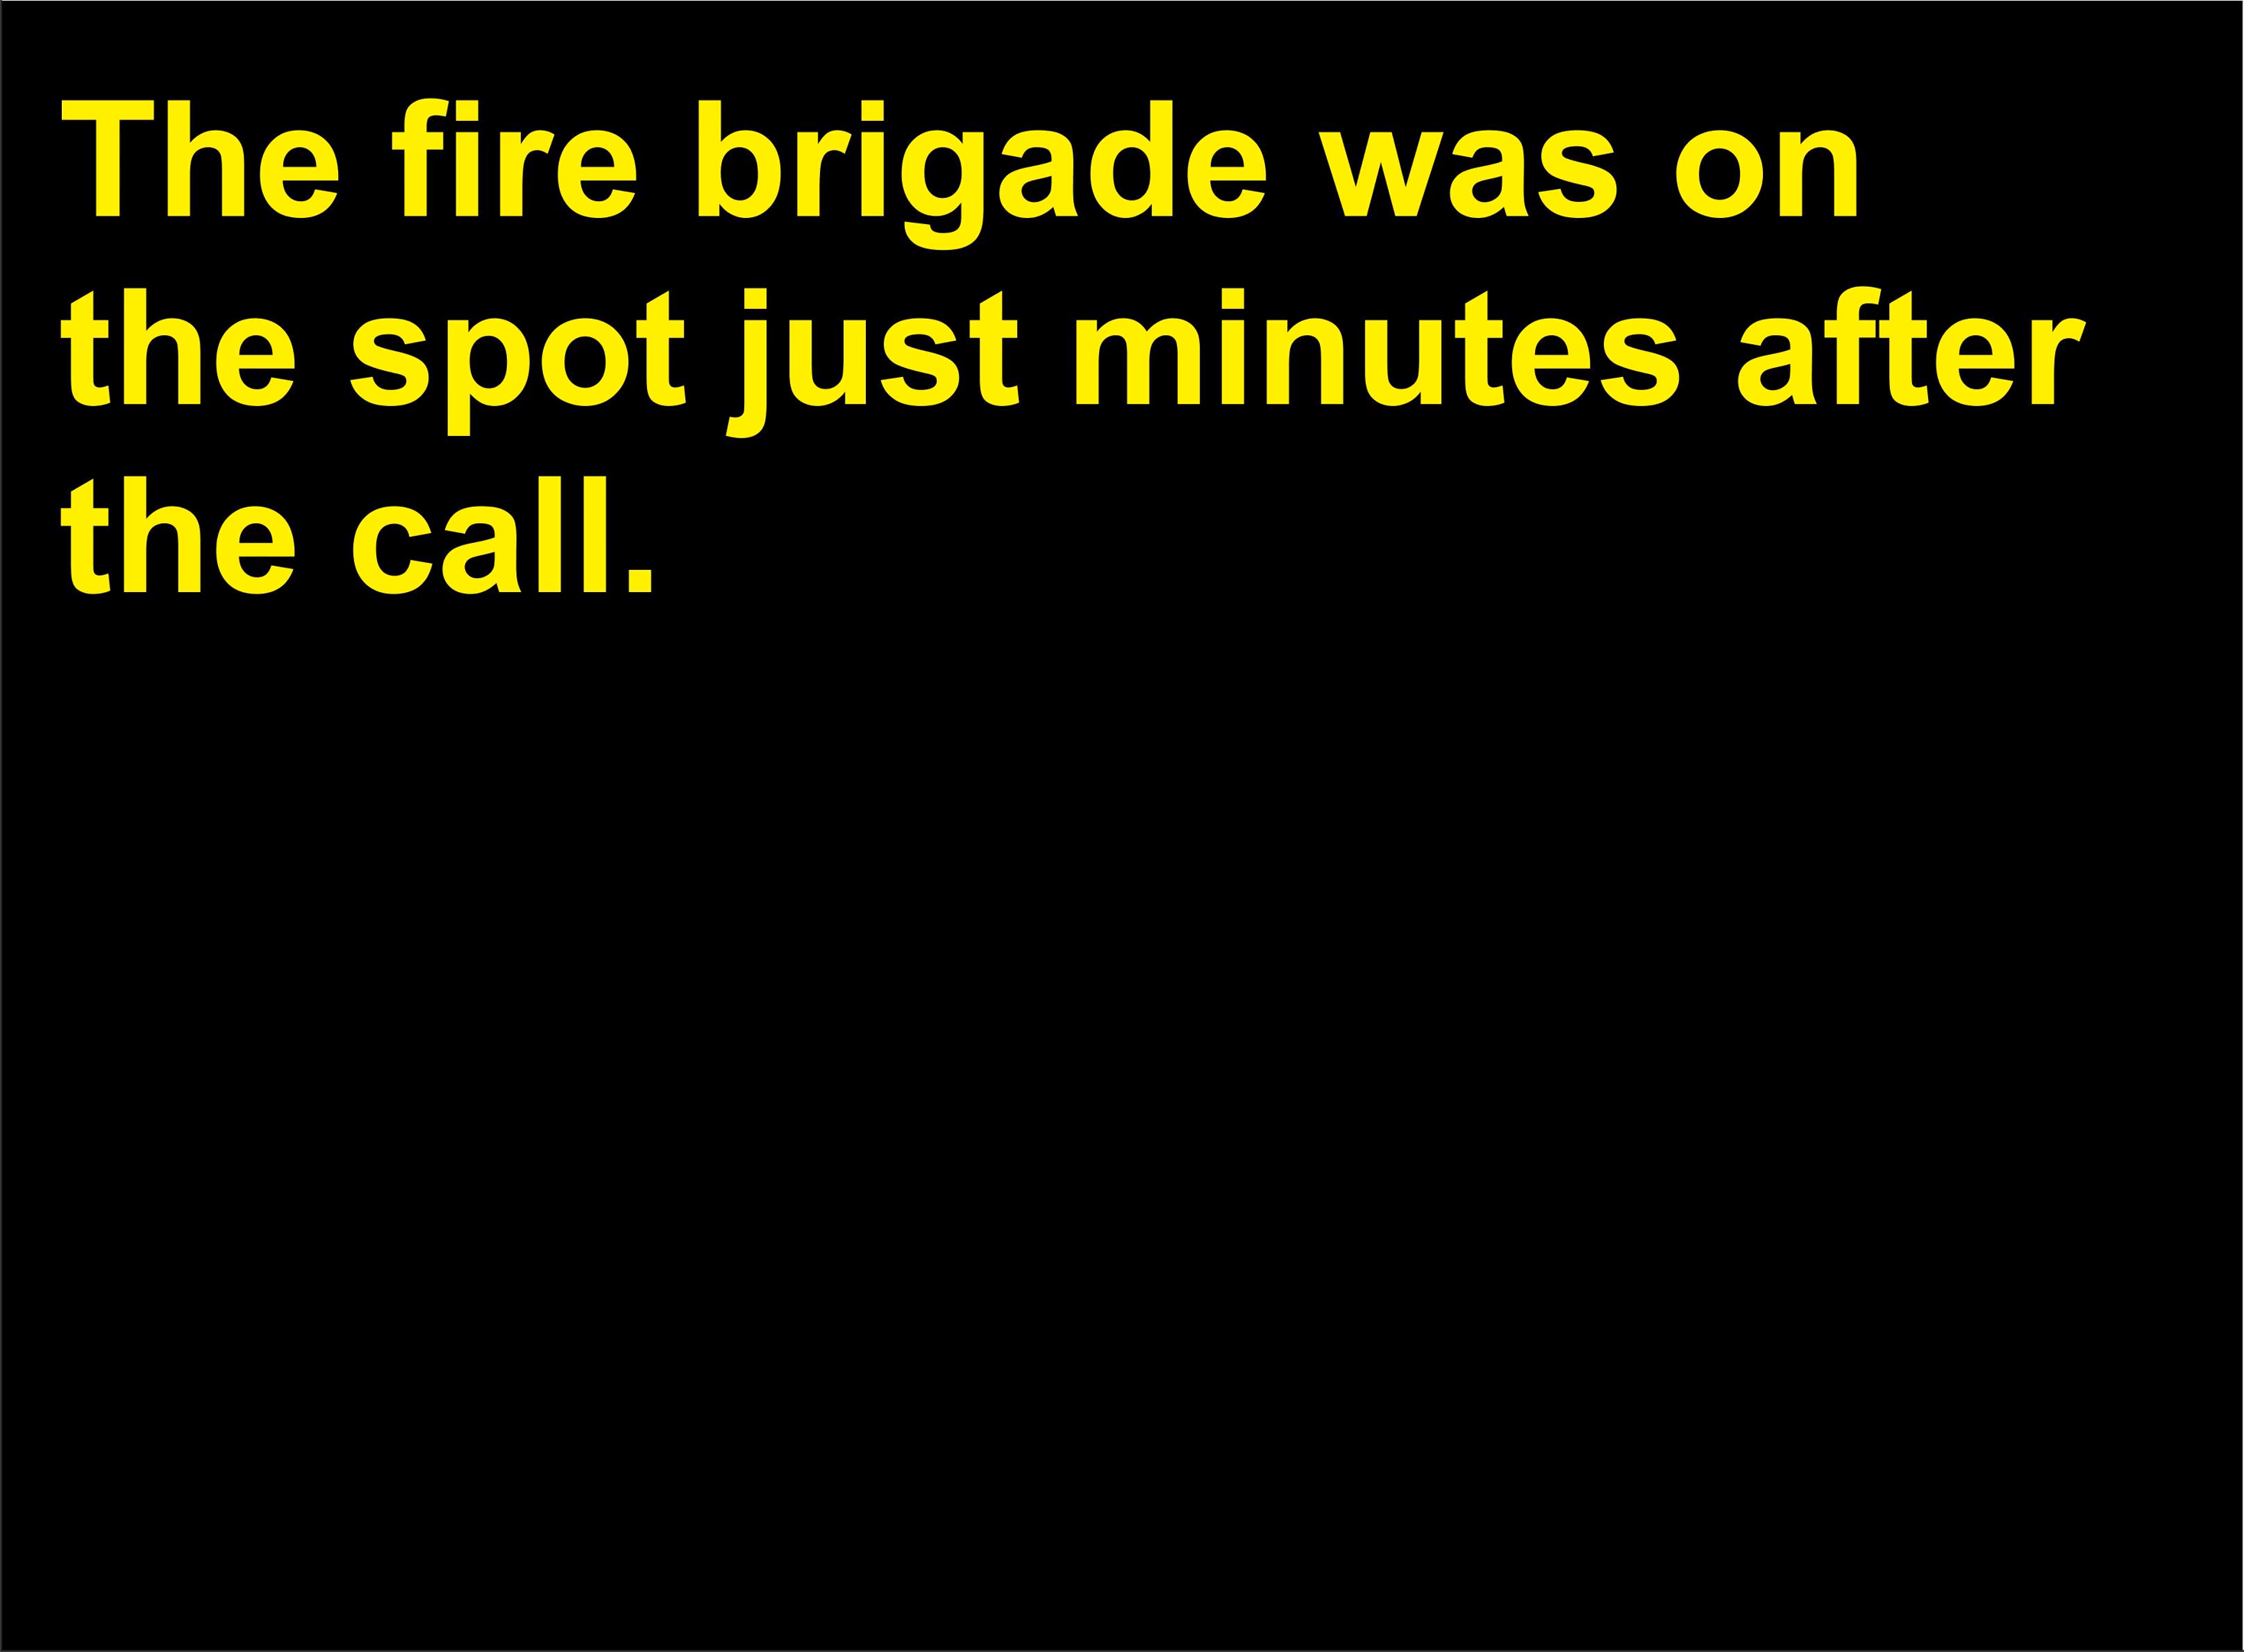 The fire brigade was on
the spot just minutes after
the call.